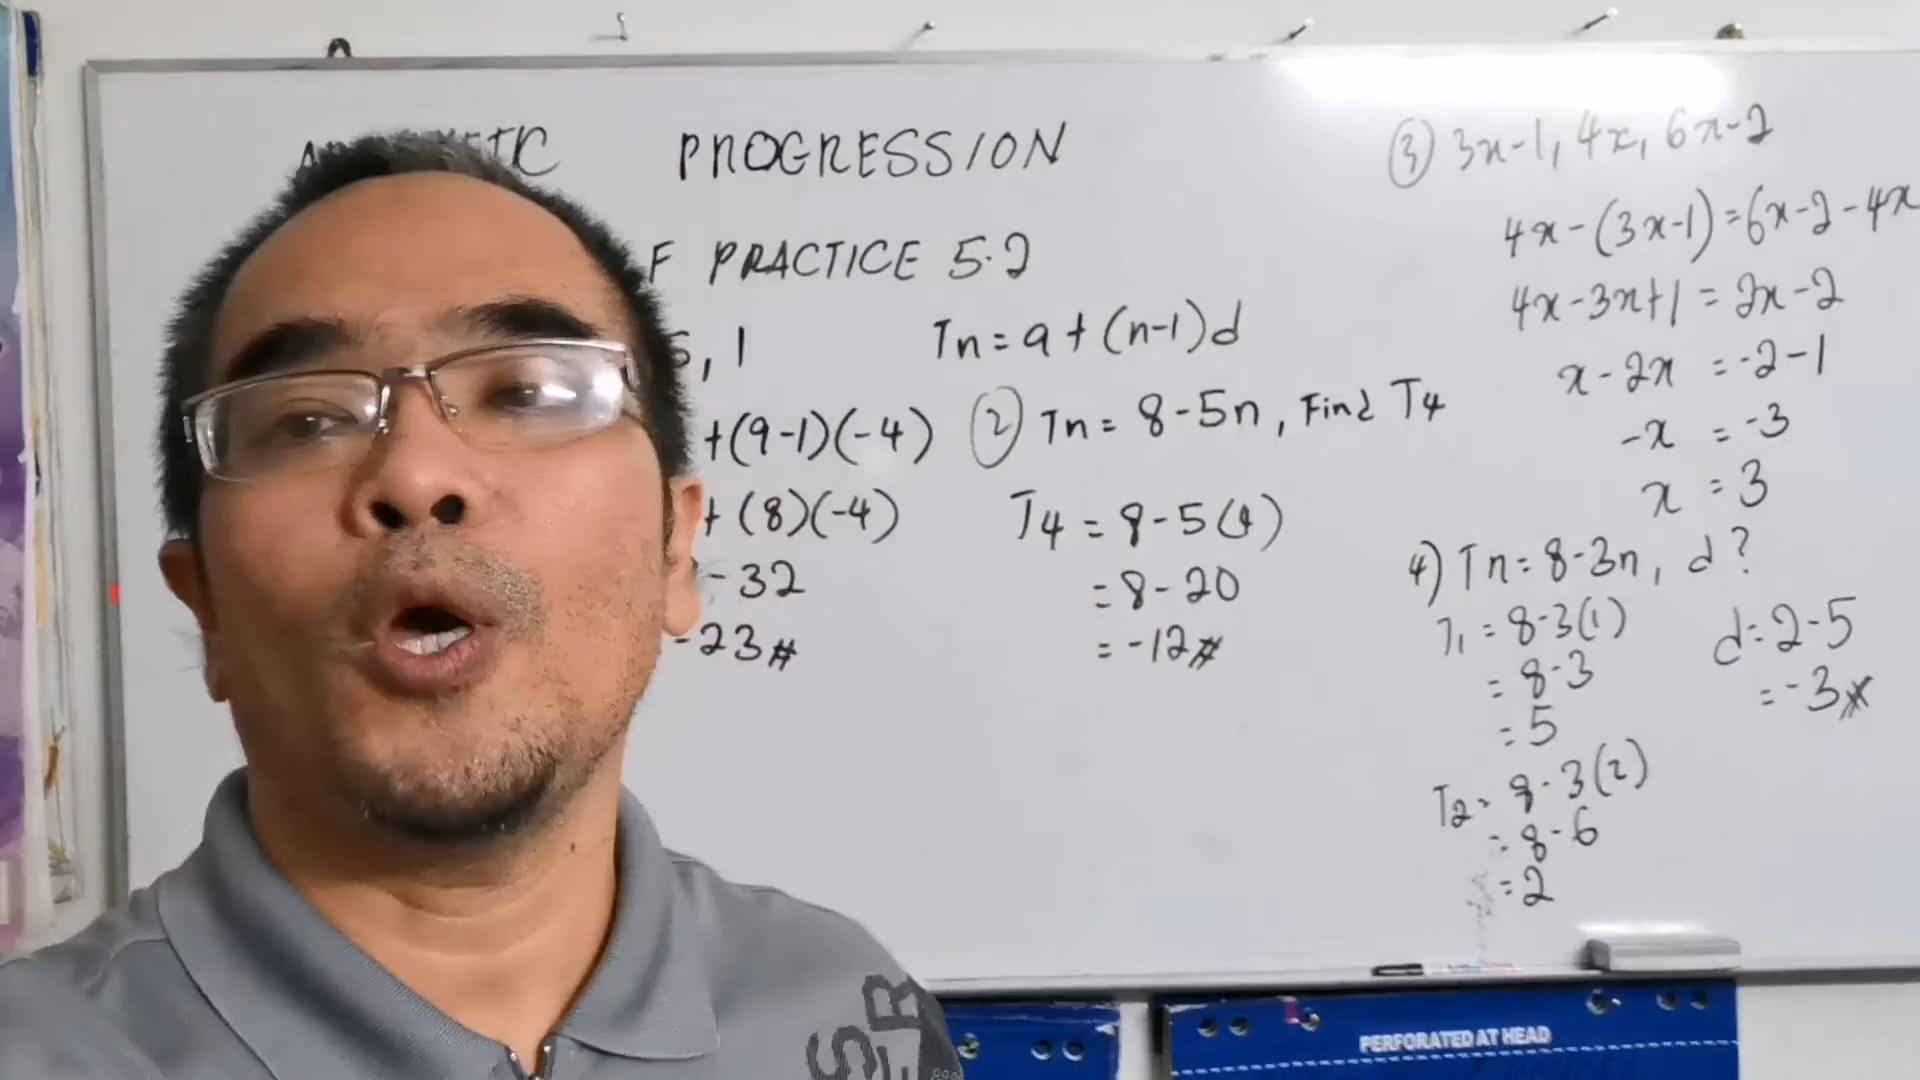 PROGRESSION
PRACTICE 5.2
, 1
Tn = a + (n-1)d
+(9-1)(-4)
+ (8)(-4)
-32
-23#
② Tn = 8-5n, Find T4
T4 = 8-5(4)
= 8-20
= -12#
③ 3x-1, 4x, 6x-2
4x-(3x-1)=6x-2-4x
4x-3x+1 = 2x-2
x-2x = -2-1
-x = -3
x = 3
4) Tn = 8-3n, d?
T1 = 8-3(1)
= 8-3
= 5
T2 = 8-3(2)
= 8-6
= 2
d = 2-5
= -3#
PERFORATED AT HEAD